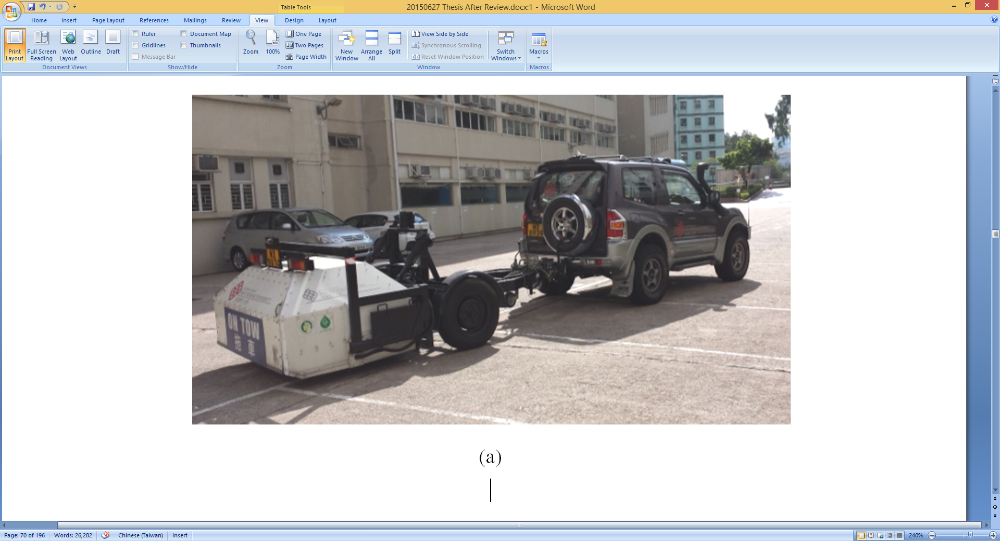 Table Tools
20150627 Thesis After Review.docx:1 - Microsoft Word
Home Insert Page Layout References Mailings Review View Design Layout
Print Layout
Full Screen Reading
Web Layout
Outline
Draft
Document Views
Ruler
Gridlines
Message Bar
Document Map
Thumbnails
Show/Hide
Zoom
100%
One Page
Two Pages
Page Width
Zoom
New Window
Arrange All
Split
View Side by Side
Synchronous Scrolling
Reset Window Position
Switch Windows
Window
Macros
Macros
ON TOW
拖車
(a)
Page: 70 of 196 Words: 26,282 Chinese (Taiwan) Insert 240%